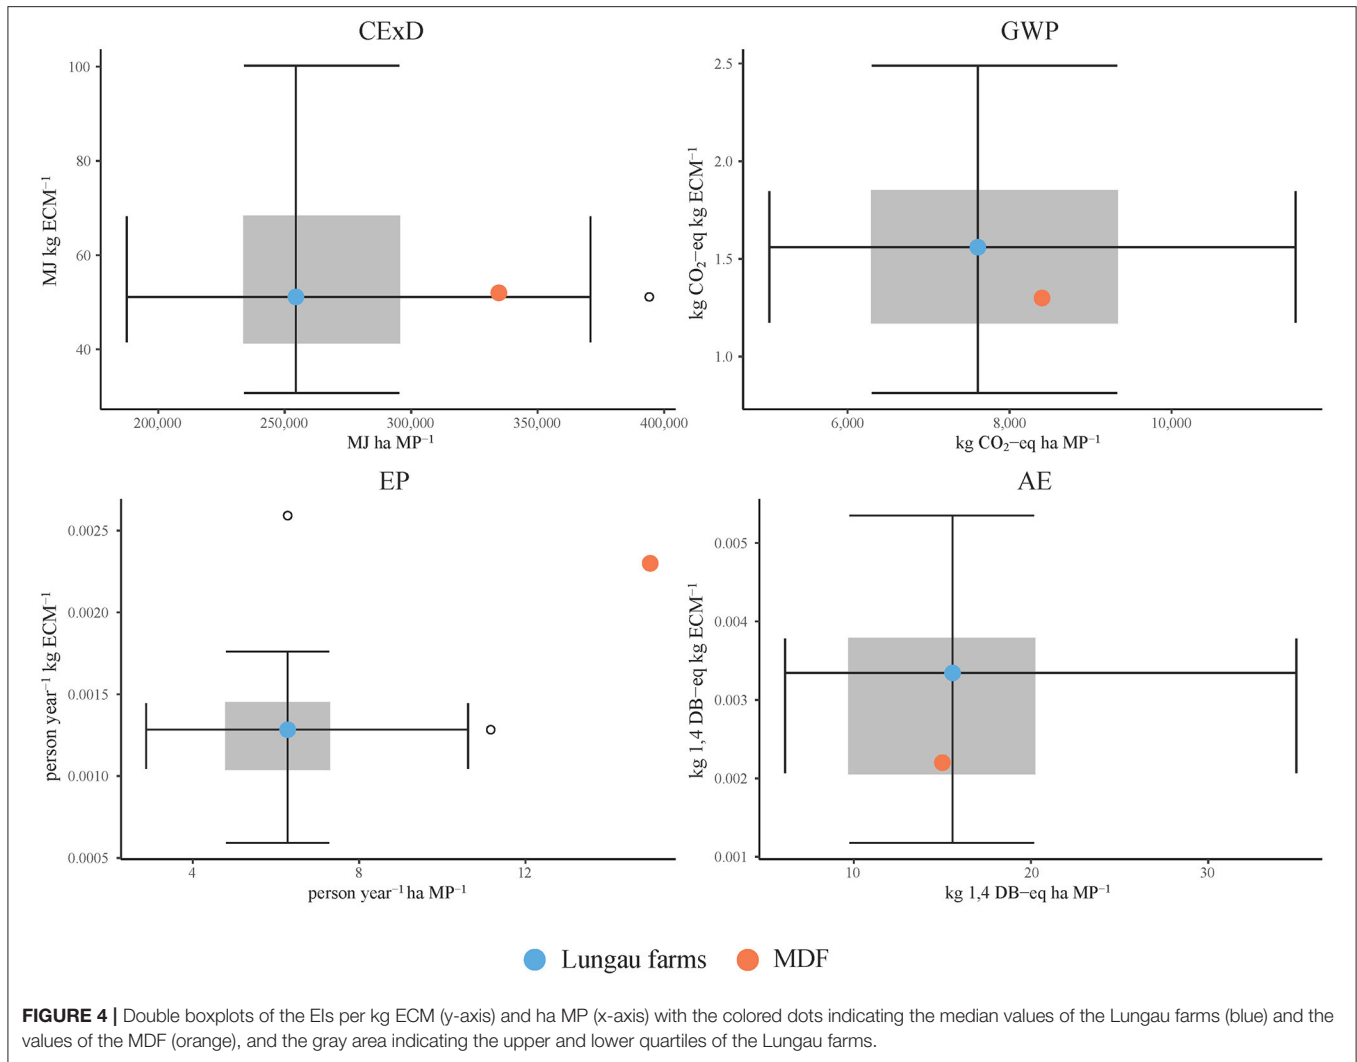 CExD
MJ kg ECM⁻¹
100
80
60
40
200,000 250,000 300,000 350,000 400,000
MJ ha MP⁻¹
GWP
kg CO₂−eq kg ECM⁻¹
2.5
2.0
1.5
1.0
6,000 8,000 10,000
kg CO₂−eq ha MP⁻¹
EP
person year⁻¹ kg ECM⁻¹
0.0025
0.0020
0.0015
0.0010
0.0005
4 8 12
person year⁻¹ ha MP⁻¹
AE
kg 1,4 DB−eq kg ECM⁻¹
0.005
0.004
0.003
0.002
0.001
10 20 30
kg 1,4 DB−eq ha MP⁻¹
Lungau farms MDF
FIGURE 4 | Double boxplots of the EIs per kg ECM (y-axis) and ha MP (x-axis) with the colored dots indicating the median values of the Lungau farms (blue) and the
values of the MDF (orange), and the gray area indicating the upper and lower quartiles of the Lungau farms.